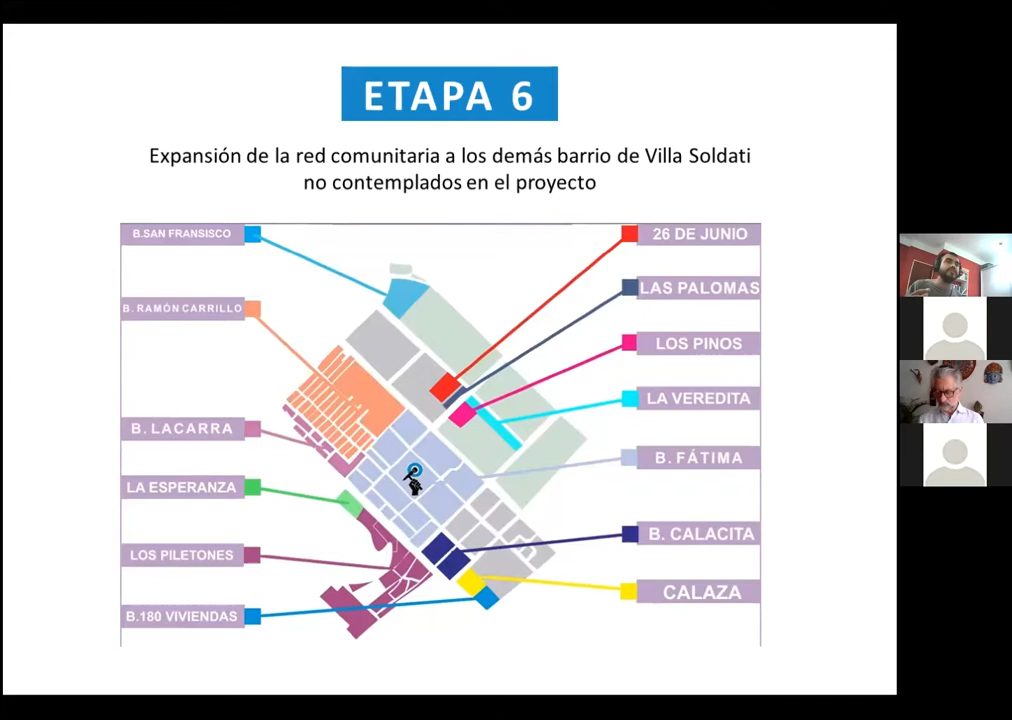 ETAPA 6
Expansión de la red comunitaria a los demás barrio de Villa Soldati
no contemplados en el proyecto
B.SAN FRANSISCO
B. RAMÓN CARRILLO
B. LACARRA
LA ESPERANZA
LOS PILETONES
B.180 VIVIENDAS
26 DE JUNIO
LAS PALOMAS
LOS PINOS
LA VEREDITA
B. FÁTIMA
B. CALACITA
CALAZA